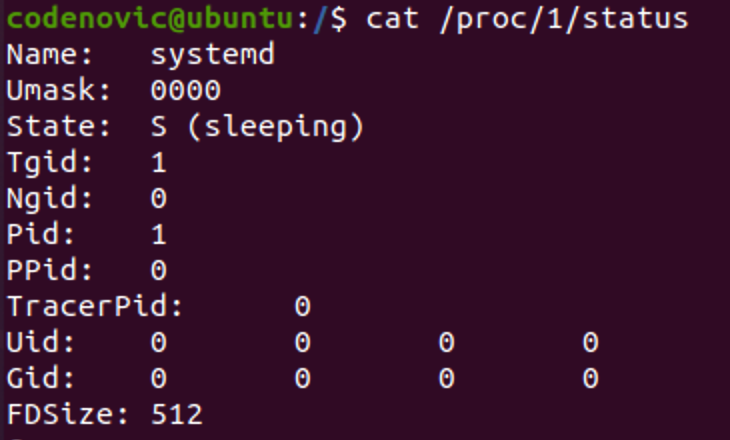 codenovic@ubuntu:/$ cat /proc/1/status
Name:   systemd
Umask:  0000
State:  S (sleeping)
Tgid:   1
Ngid:   0
Pid:    1
PPid:   0
TracerPid:      0
Uid:    0       0       0       0
Gid:    0       0       0       0
FDSize: 512